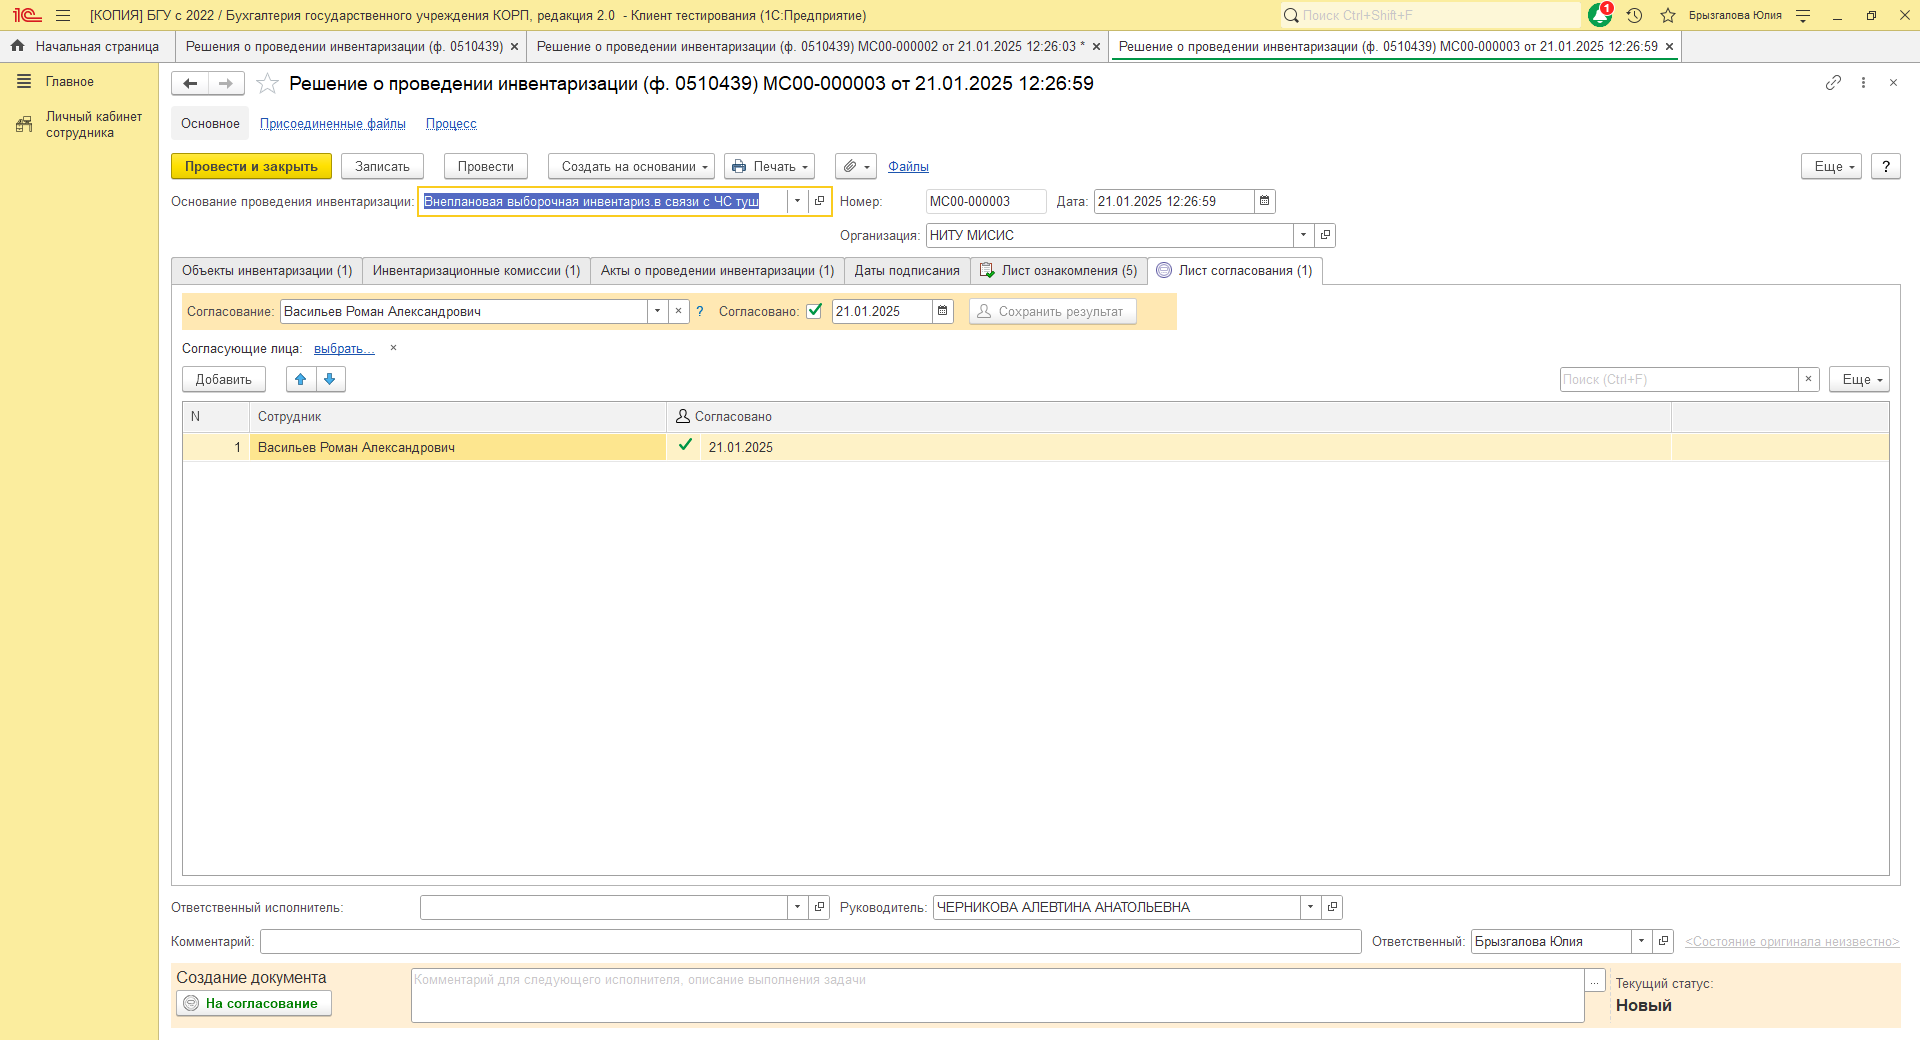 [КОПИЯ] БГУ с 2022 / Бухгалтерия государственного учреждения КОРП, редакция 2.0 - Клиент тестирования (1С:Предприятие)
Поиск Ctrl+Shift+F
1
Брызгалова Юлия
Начальная страница
Решения о проведении инвентаризации (ф. 0510439) ×
Решение о проведении инвентаризации (ф. 0510439) МС00-000002 от 21.01.2025 12:26:03 * ×
Решение о проведении инвентаризации (ф. 0510439) МС00-000003 от 21.01.2025 12:26:59 ×
Главное
Личный кабинет
сотрудника
Решение о проведении инвентаризации (ф. 0510439) МС00-000003 от 21.01.2025 12:26:59
Основное
Присоединенные файлы
Процесс
Провести и закрыть
Записать
Провести
Создать на основании
Печать
Файлы
Еще
?
Основание проведения инвентаризации: Внеплановая выборочная инвентариз.в связи с ЧС туш
Номер: МС00-000003
Дата: 21.01.2025 12:26:59
Организация: НИТУ МИСИС
Объекты инвентаризации (1)
Инвентаризационные комиссии (1)
Акты о проведении инвентаризации (1)
Даты подписания
Лист ознакомления (5)
Лист согласования (1)
Согласование: Васильев Роман Александрович
?
Согласовано: 21.01.2025
Сохранить результат
Согласующие лица: выбрать... ×
Добавить
Поиск (Ctrl+F) ×
Еще
N
Сотрудник
Согласовано
1
Васильев Роман Александрович
21.01.2025
Ответственный исполнитель:
Руководитель: ЧЕРНИКОВА АЛЕВТИНА АНАТОЛЬЕВНА
Комментарий:
Ответственный: Брызгалова Юлия
<Состояние оригинала неизвестно>
Создание документа
На согласование
Комментарий для следующего исполнителя, описание выполнения задачи
...
Текущий статус:
Новый